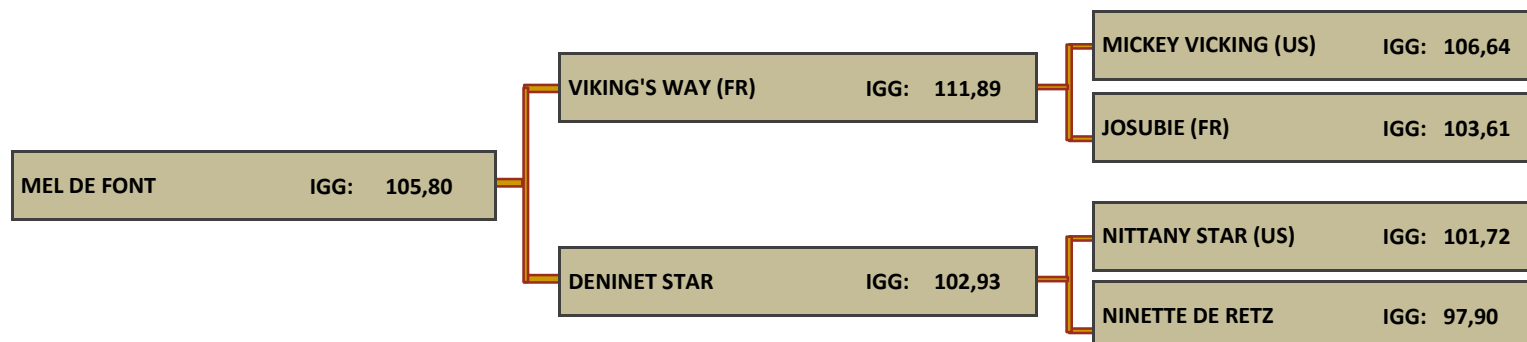 MICKEY VICKING (US) IGG: 106,64
VIKING'S WAY (FR) IGG: 111,89
JOSUBIE (FR) IGG: 103,61
MEL DE FONT IGG: 105,80
NITTANY STAR (US) IGG: 101,72
DENINET STAR IGG: 102,93
NINETTE DE RETZ IGG: 97,90